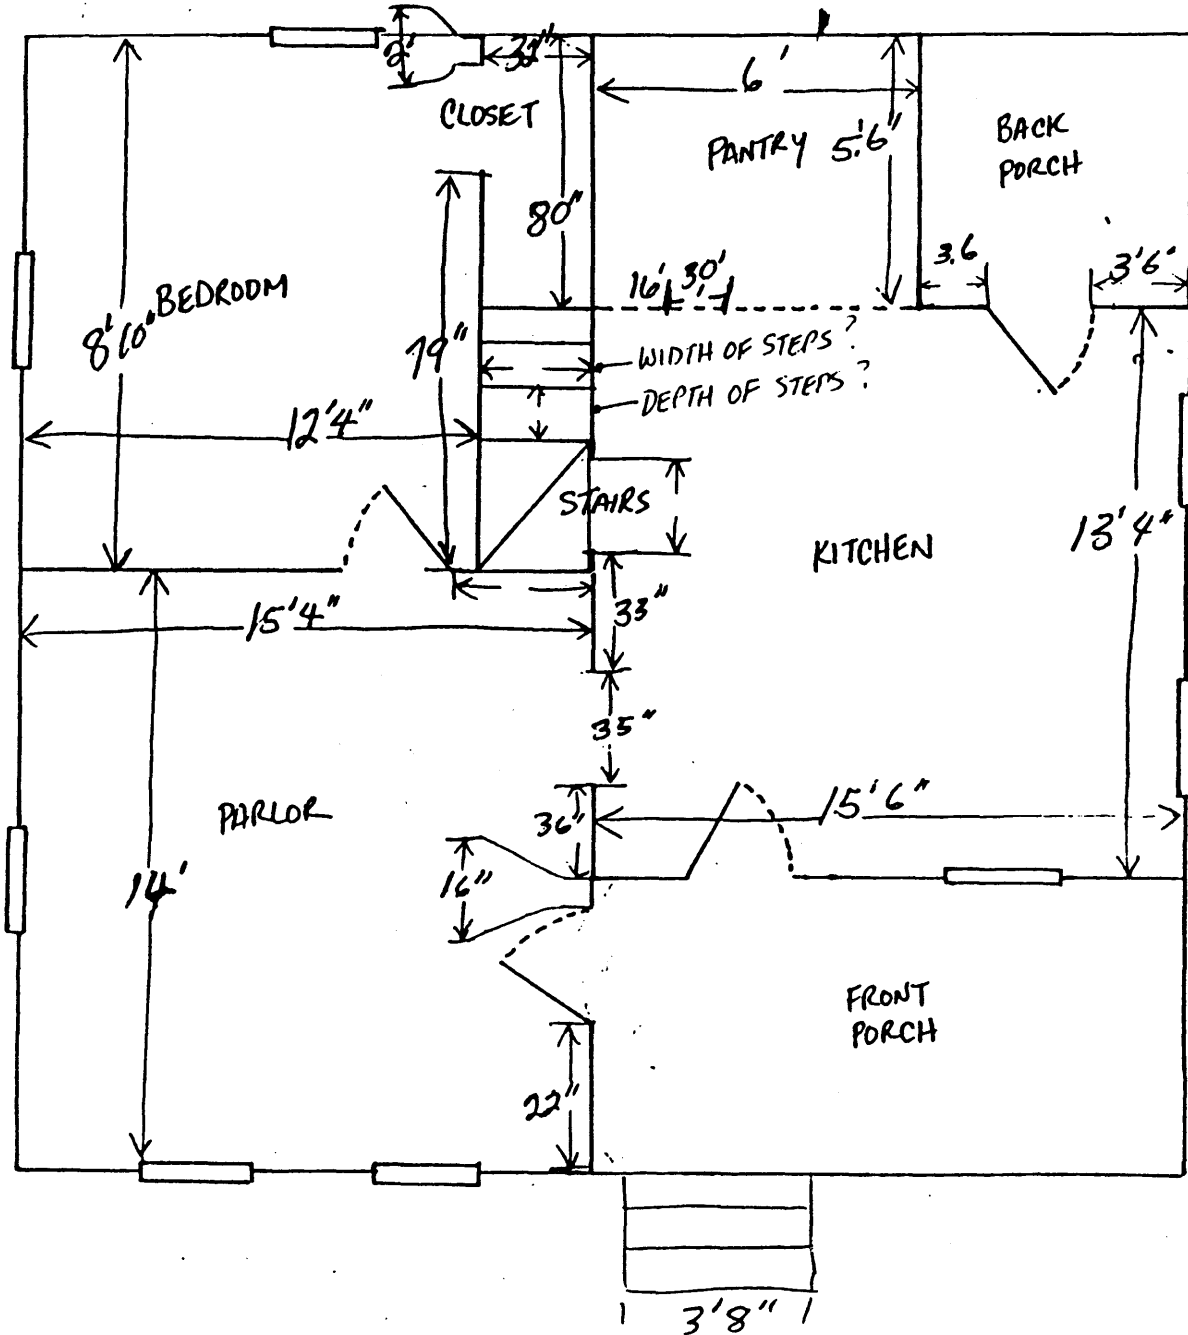 2'
32"
6'
CLOSET
PANTRY 5'6"
BACK
PORCH
80"
BEDROOM
16' 30'
3.6
3'6"
8'10"
79"
WIDTH OF STEPS?
DEPTH OF STEPS?
12'4"
STAIRS
KITCHEN
13'4"
15'4"
33"
35"
PARLOR
36"
15'6"
14'
16"
FRONT
PORCH
22"
3'8"